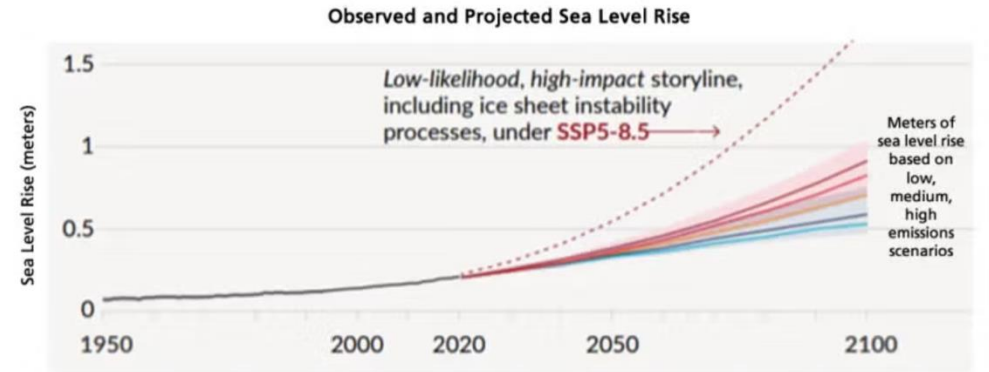 Observed and Projected Sea Level Rise
Sea Level Rise (meters)
1.5
1
0.5
0
Low-likelihood, high-impact storyline,
including ice sheet instability
processes, under SSP5-8.5
Meters of
sea level rise
based on
low,
medium,
high
emissions
scenarios
1950
2000
2020
2050
2100